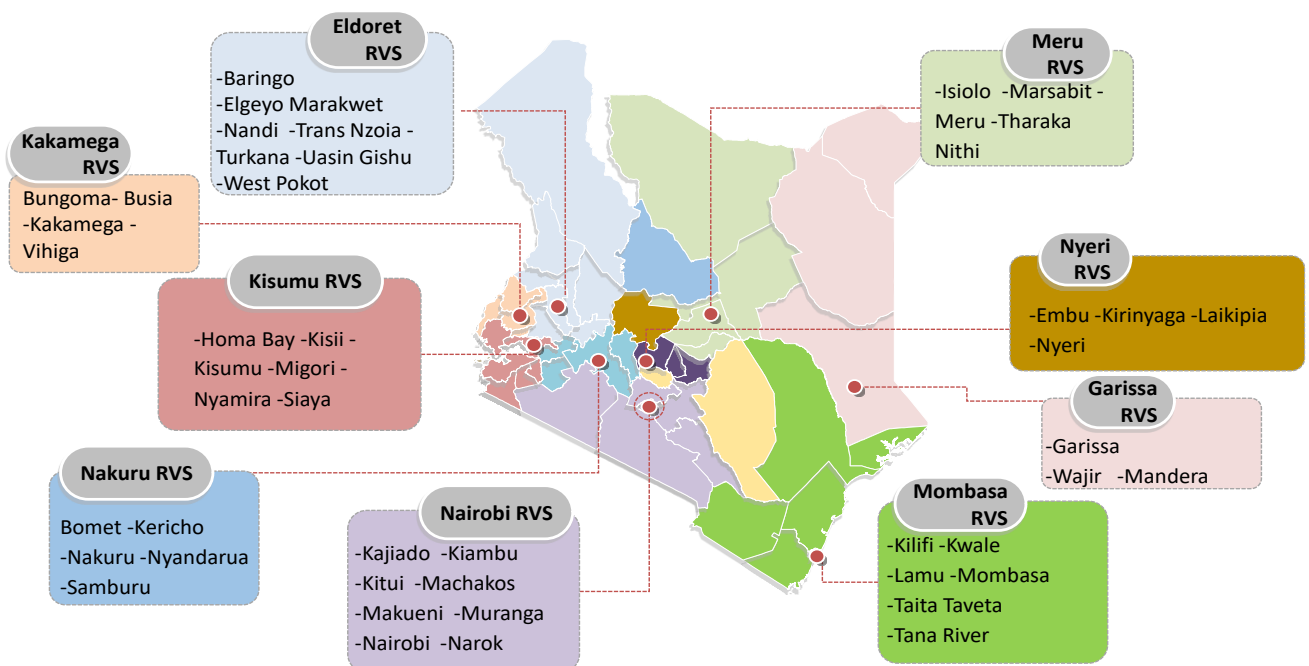 Eldoret
RVS
-Baringo
-Elgeyo Marakwet
-Nandi -Trans Nzoia -
Turkana -Uasin Gishu
-West Pokot
Meru
RVS
-Isiolo -Marsabit -
Meru -Tharaka
Nithi
Kakamega
RVS
Bungoma- Busia
-Kakamega -
Vihiga
Kisumu RVS
-Homa Bay -Kisii -
Kisumu -Migori -
Nyamira -Siaya
Nyeri
RVS
-Embu -Kirinyaga -Laikipia
-Nyeri
Garissa
RVS
-Garissa
-Wajir -Mandera
Nakuru RVS
Bomet -Kericho
-Nakuru -Nyandarua
-Samburu
Nairobi RVS
-Kajiado -Kiambu
-Kitui -Machakos
-Makueni -Muranga
-Nairobi -Narok
Mombasa
RVS
-Kilifi -Kwale
-Lamu -Mombasa
-Taita Taveta
-Tana River